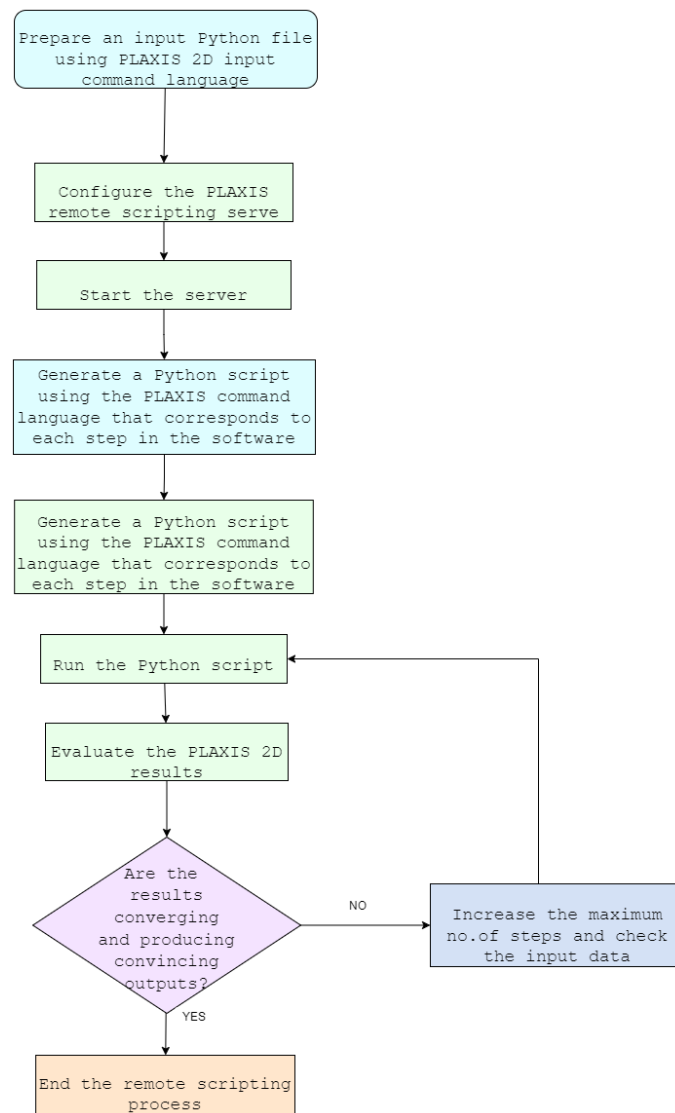 Prepare an input Python file
using PLAXIS 2D input
command language
Configure the PLAXIS
remote scripting serve
Start the server
Generate a Python script
using the PLAXIS command
language that corresponds to
each step in the software
Generate a Python script
using the PLAXIS command
language that corresponds to
each step in the software
Run the Python script
Evaluate the PLAXIS 2D
results
Are the
results
converging
and producing
convincing
outputs?
NO
Increase the maximum
no.of steps and check
the input data
YES
End the remote scripting
process